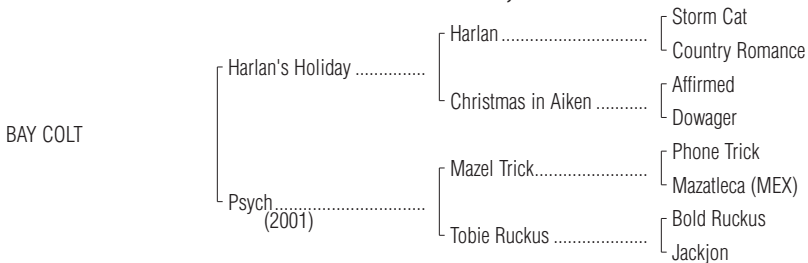 Storm Cat
Harlan ..............................
Country Romance
Harlan's Holiday ...............
Affirmed
Christmas in Aiken ...........
Dowager
BAY COLT
Phone Trick
Mazel Trick.......................
Mazatleca (MEX)
Psych...............................
(2001)
Bold Ruckus
Tobie Ruckus ....................
Jackjon